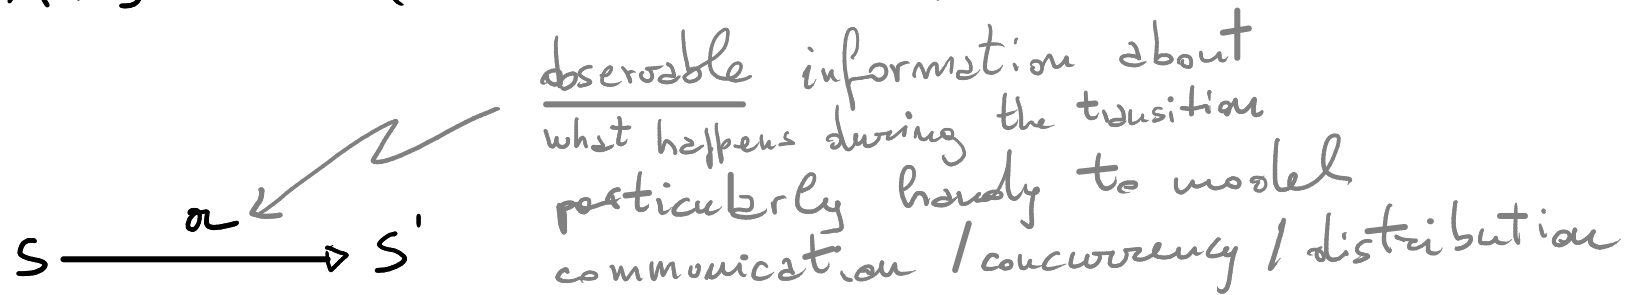 observable information about
what happens during the transition
particularly handy to model
communication / concurrency / distribution
a
S → S'